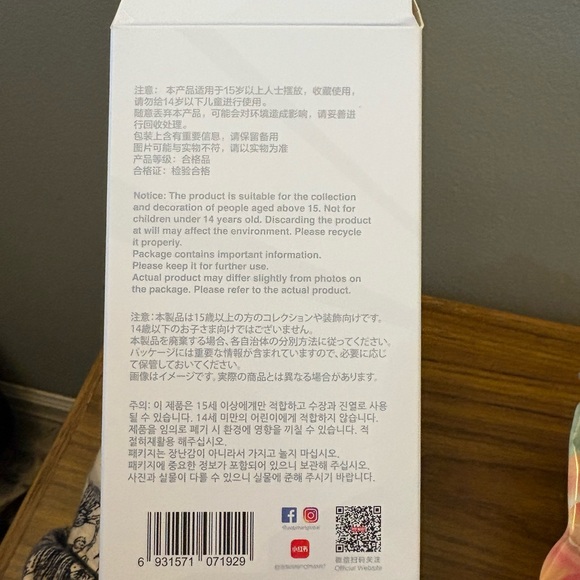 注意： 本产品适用于15岁以上人士摆放，收藏使用，
请勿给14岁以下儿童进行使用。
随意丢弃本产品，可能会对环境造成影响，请妥善进
行回收处理。
包装上含有重要信息，请保留备用
图片可能与实物不符，请以实物为准
产品等级：合格品
合格证：检验合格
Notice: The product is suitable for the collection
and decoration of people aged above 15. Not for
children under 14 years old. Discarding the product
at will may affect the environment. Please recycle
it properly.
Package contains important information.
Please keep it for further use.
Actual product may differ slightly from photos on
the package. Please refer to the actual product.
注意:本製品は15歳以上の方のコレクションや装飾向けです。
14歳以下のお子さま向けではございません。
本製品を廃棄する場合、各自治体の分別方法に従ってください。
パッケージには重要な情報が含まれていますので、必要に応じ
て保管しておいてください。
画像はイメージです。実際の商品とは異なる場合があります。
주의: 이 제품은 15세 이상에게만 적합하고 수장과 진열로 사용
될 수 있습니다. 14세 미만의 어린이에게 적합하지 않습니다.
제품을 임의로 폐기 시 환경에 영향을 끼칠 수 있습니다. 적
절히재활용 해주십시오.
패키지는 장난감이 아니라서 가지고 놀지 마십시오.
패키지에 중요한 정보가 포함되어 있으니 보관해 주십시오.
사진과 실물이 다를 수 있으니 실물에 준해 주시기 바랍니다.
6 931571 071929
小红书
敬意扫码关注
Official Website